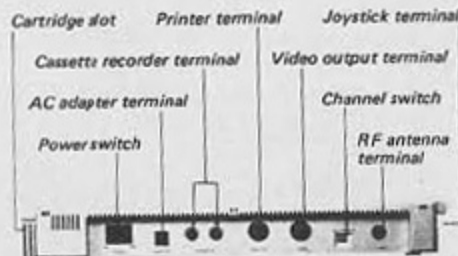 Cartridge slot
Printer terminal
Joystick terminal
Cassette recorder terminal
Video output terminal
AC adapter terminal
Channel switch
Power switch
RF antenna
terminal